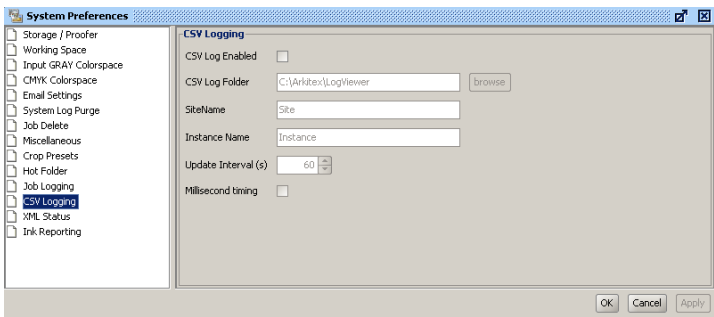 System Preferences
Storage / Proofer
Working Space
Input GRAY Colorspace
CMYK Colorspace
Email Settings
System Log Purge
Job Delete
Miscellaneous
Crop Presets
Hot Folder
Job Logging
CSV Logging
XML Status
Ink Reporting
CSV Logging
CSV Log Enabled
CSV Log Folder C:\Arkitex\LogViewer browse
SiteName Site
Instance Name Instance
Update Interval (s) 60
Millisecond timing
OK Cancel Apply